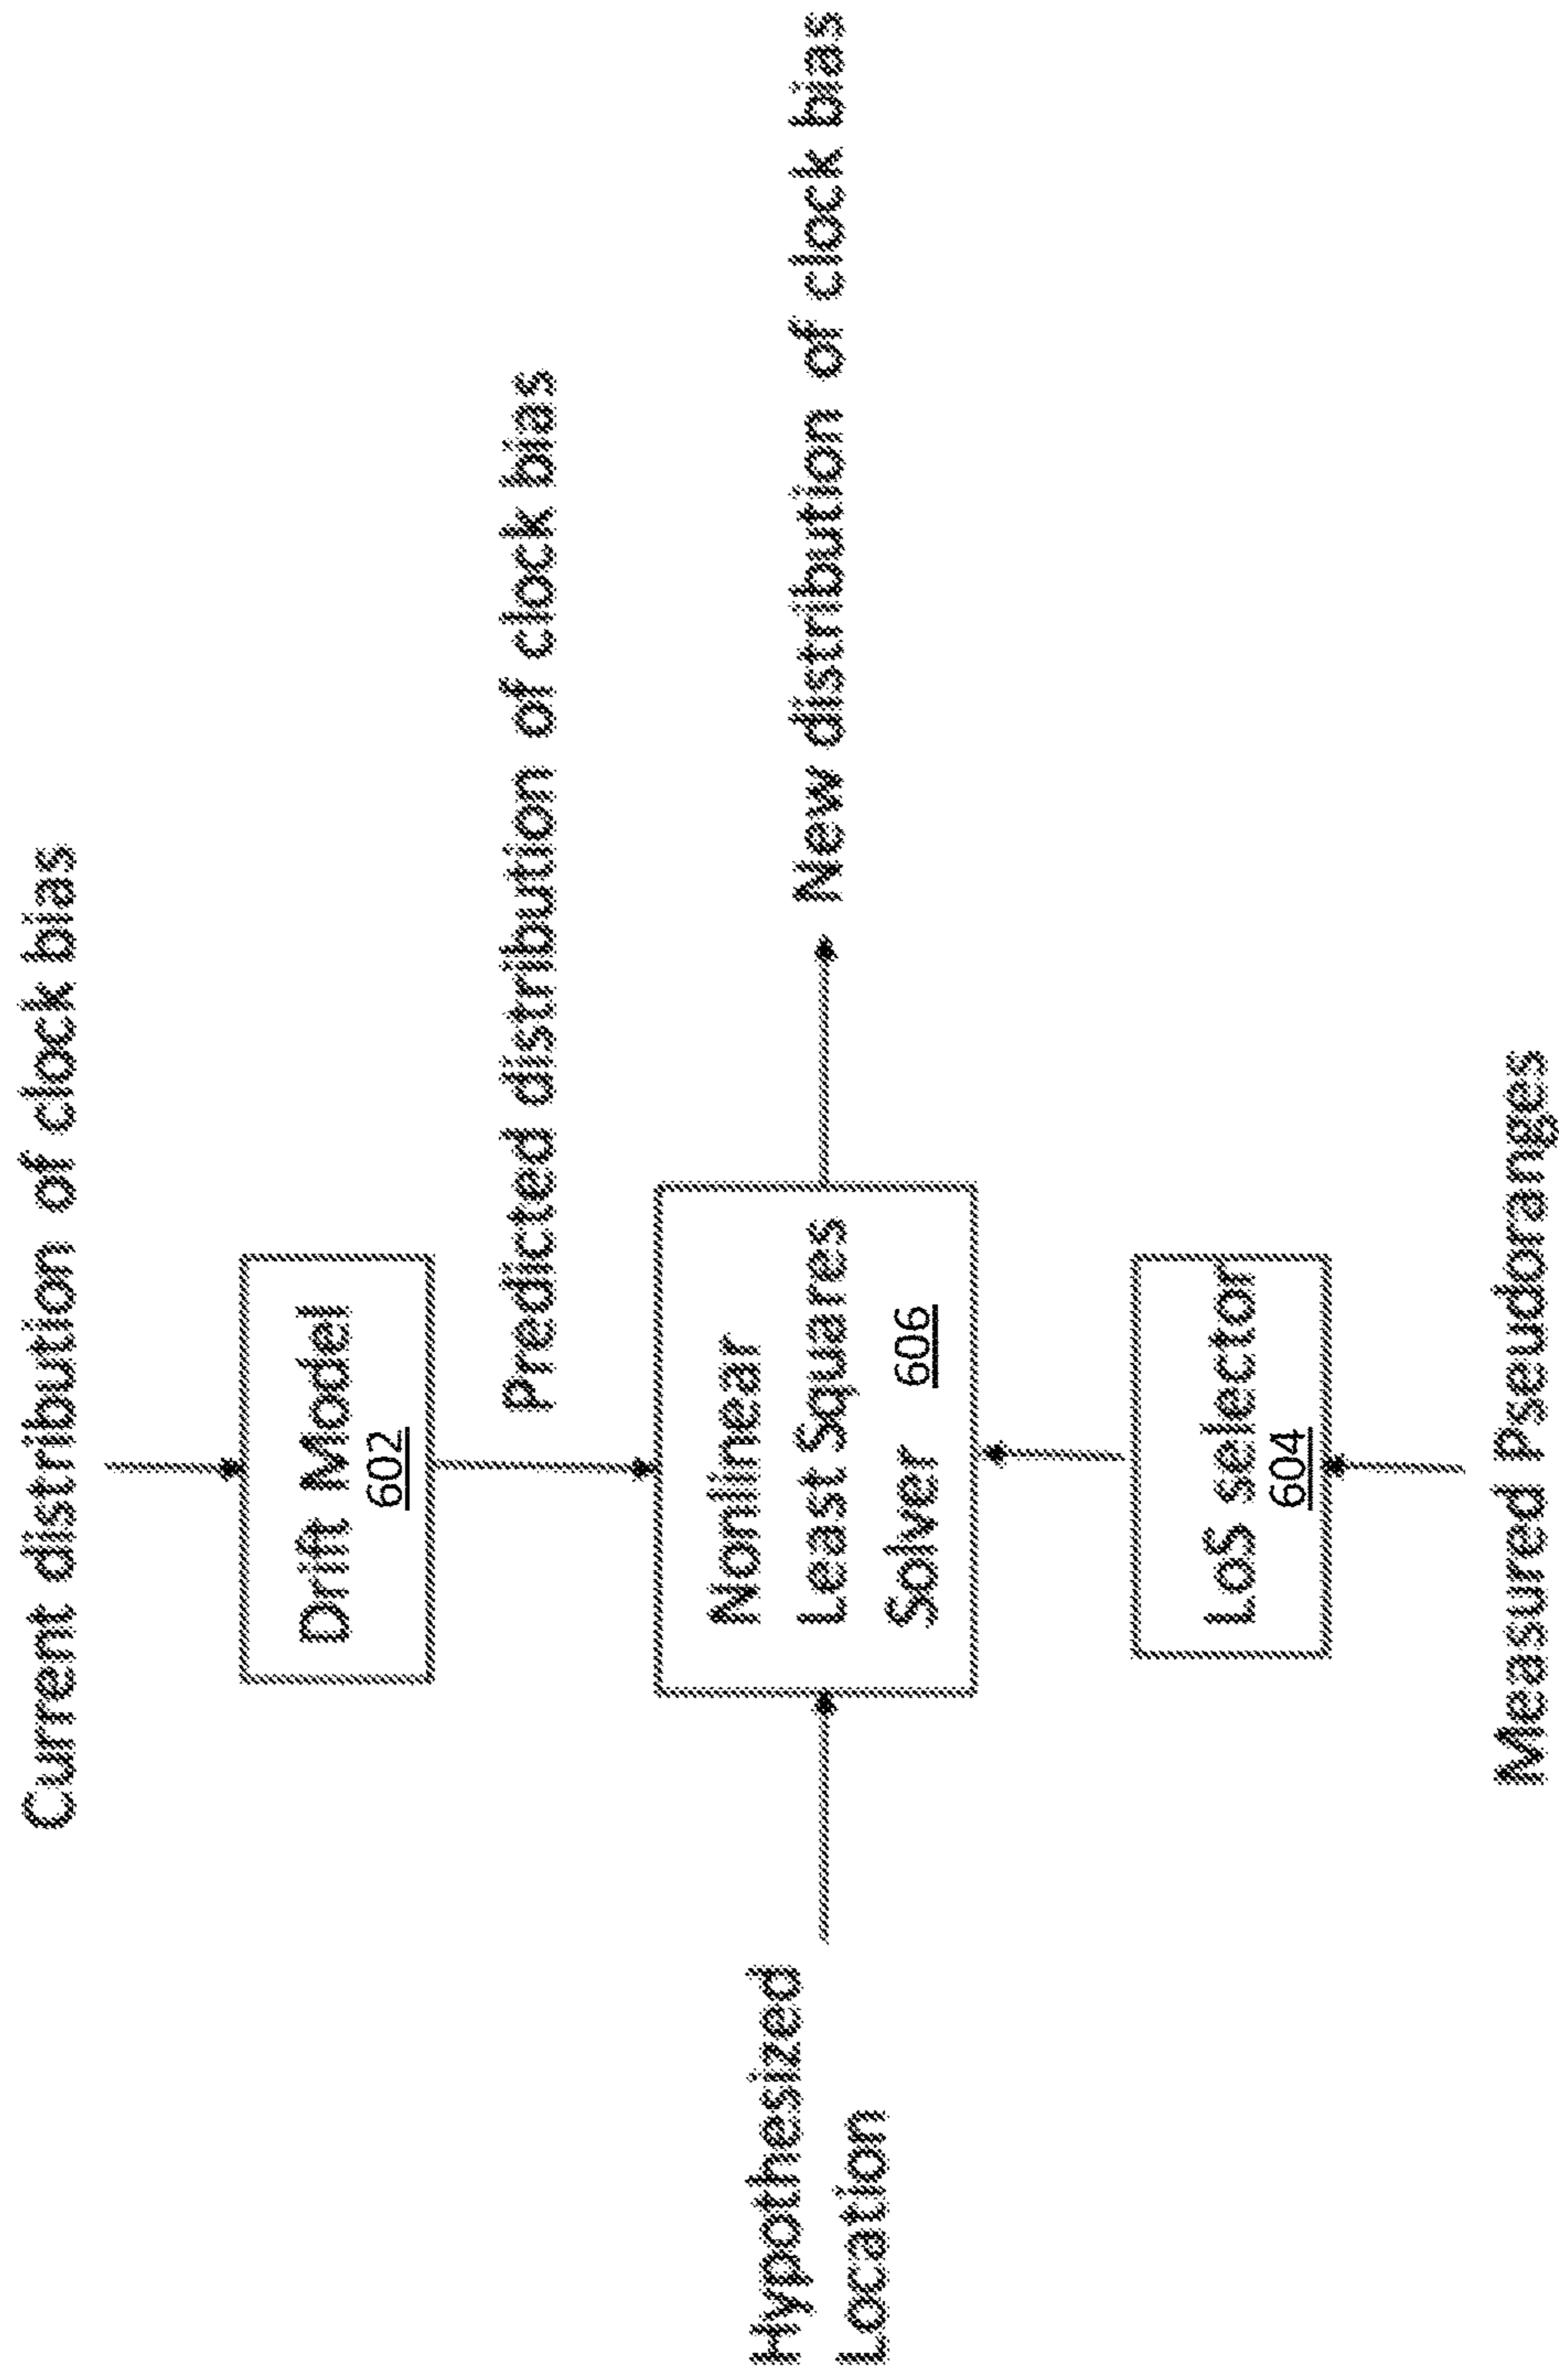 Current distribution of clock bias
Drift Model
602
Predicted distribution of clock bias
Hypothesized
Location
Nonlinear
Least Squares
Solver 606
New distribution of clock bias
LoS selector
604
Measured Pseudoranges